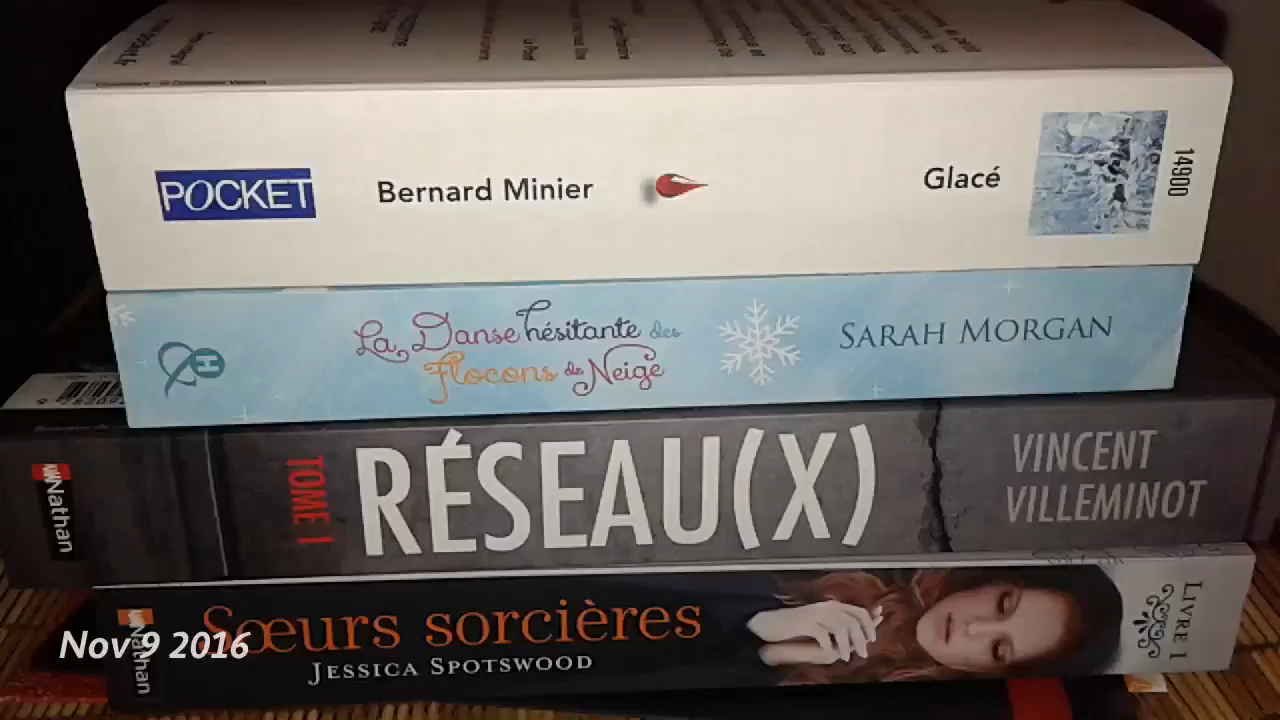 POCKET
Bernard Minier
Glacé
14900
La Danse hésitante des
Flocons de Neige
SARAH MORGAN
H
Nathan
TOME 1
RÉSEAU(X)
VINCENT
VILLEMINOT
Nathan
Sœurs sorcières
JESSICA SPOTSWOOD
LIVRE 1
Nov 9 2016